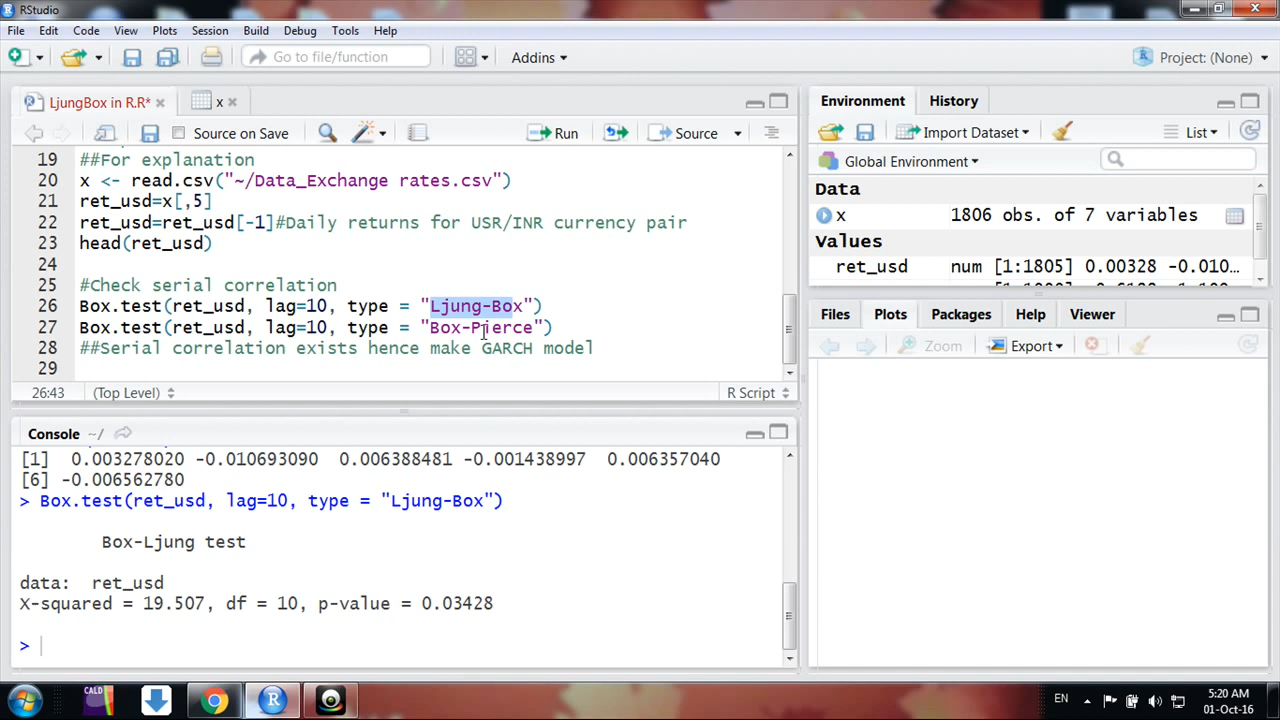 RStudio
File Edit View Plots Session Build Debug Tools Help
Go to file/function Addins Project: (None)
LjungBox in R.R* x
Source on Save Run Source
19 ##For explanation
20 x <- read.csv("~/Data_Exchange rates.csv")
21 ret_usd=x[,5]
22 ret_usd=ret_usd[-1]#Daily returns for USR/INR currency pair
23 head(ret_usd)
24
25 #Check serial correlation
26 Box.test(ret_usd, lag=10, type = "Ljung-Box")
27 Box.test(ret_usd, lag=10, type = "Box-Pierce")
28 ##Serial correlation exists hence make GARCH model
29
26:43 (Top Level) R Script
Console ~/
[1] 0.003278020 -0.010693090 0.006388481 -0.001438997 0.006357040
[6] -0.006562780
> Box.test(ret_usd, lag=10, type = "Ljung-Box")
Box-Ljung test
data: ret_usd
X-squared = 19.507, df = 10, p-value = 0.03428
>
Environment History
Import Dataset List
Global Environment
Data
x 1806 obs. of 7 variables
Values
ret_usd num [1:1805] 0.00328 -0.010...
Files Plots Packages Help Viewer
Zoom Export
CALD EN 5:20 AM
01-Oct-16